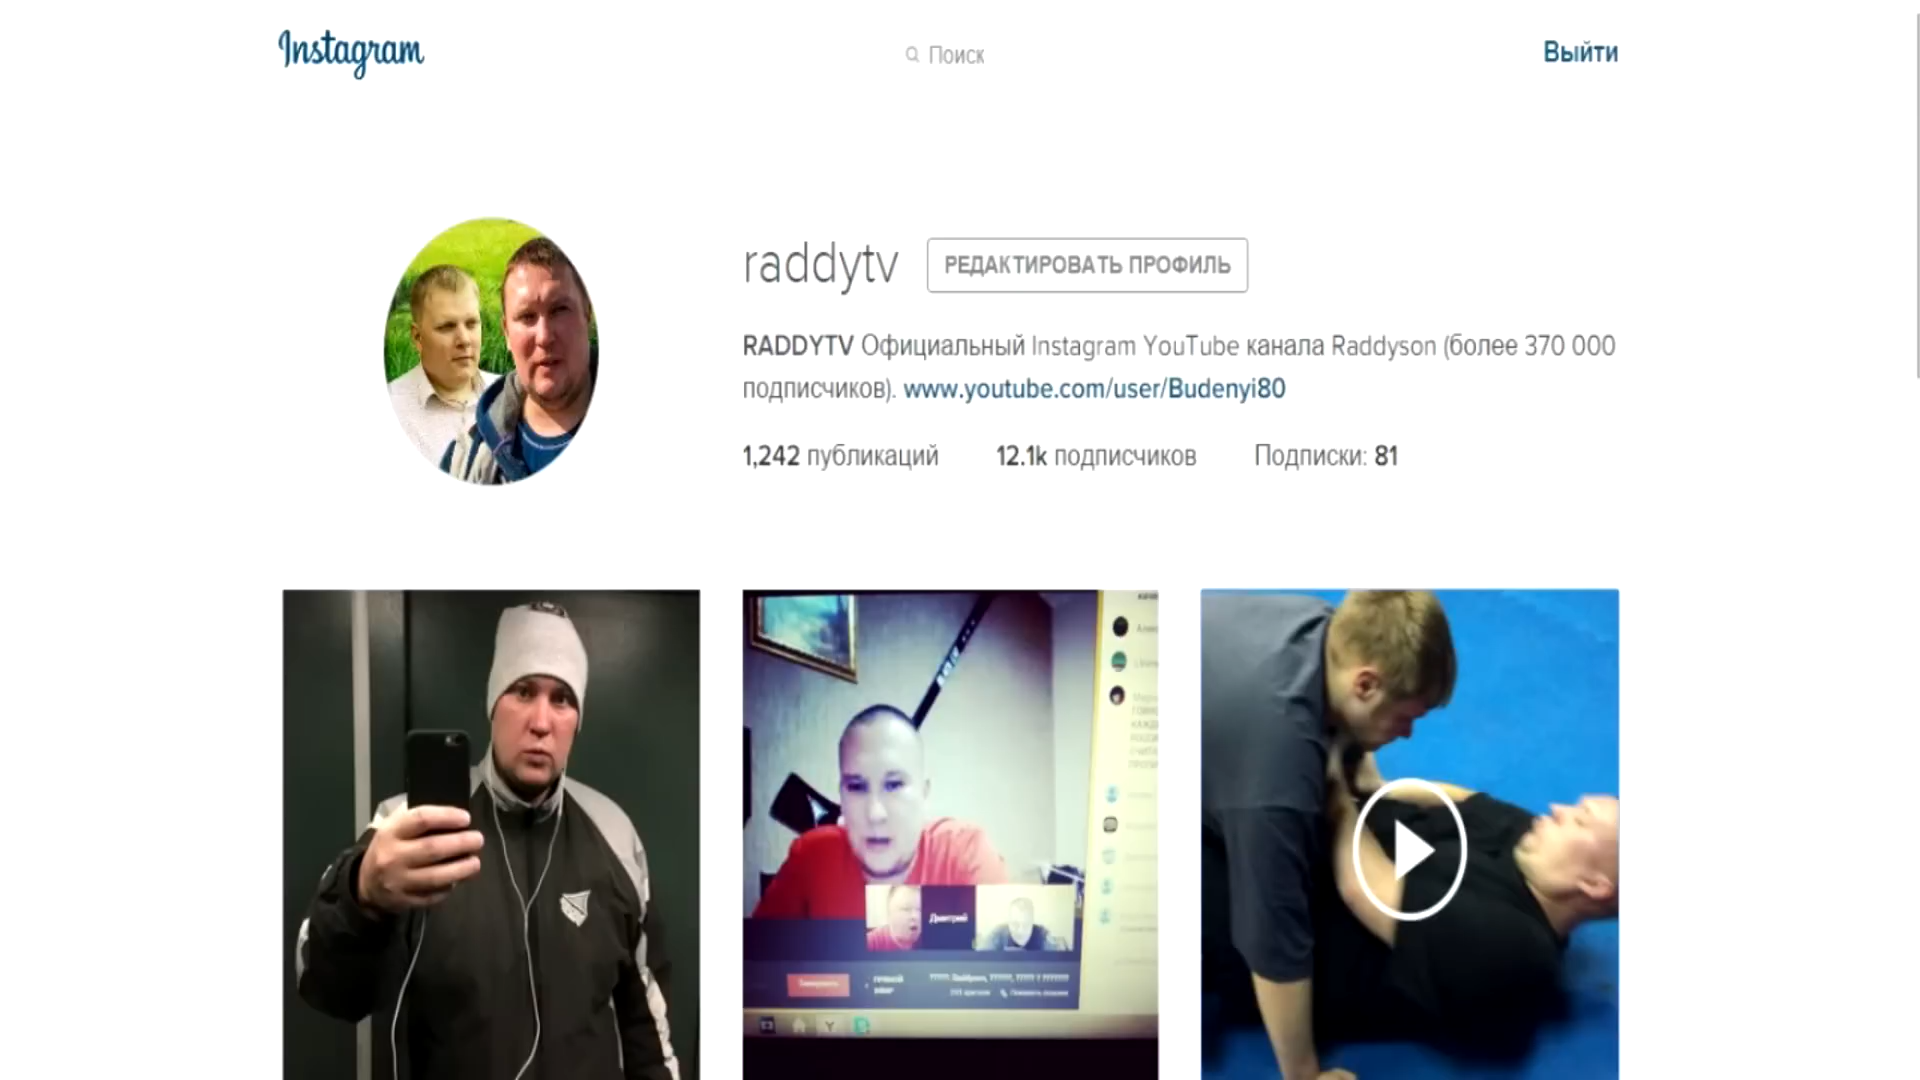 Instagram
Поиск
Выйти
raddytv
РЕДАКТИРОВАТЬ ПРОФИЛЬ
RADDYTV Официальный Instagram YouTube канала Raddyson (более 370 000
подписчиков). www.youtube.com/user/Budenyi80
1,242 публикаций
12.1k подписчиков
Подписки: 81
Дмитрий